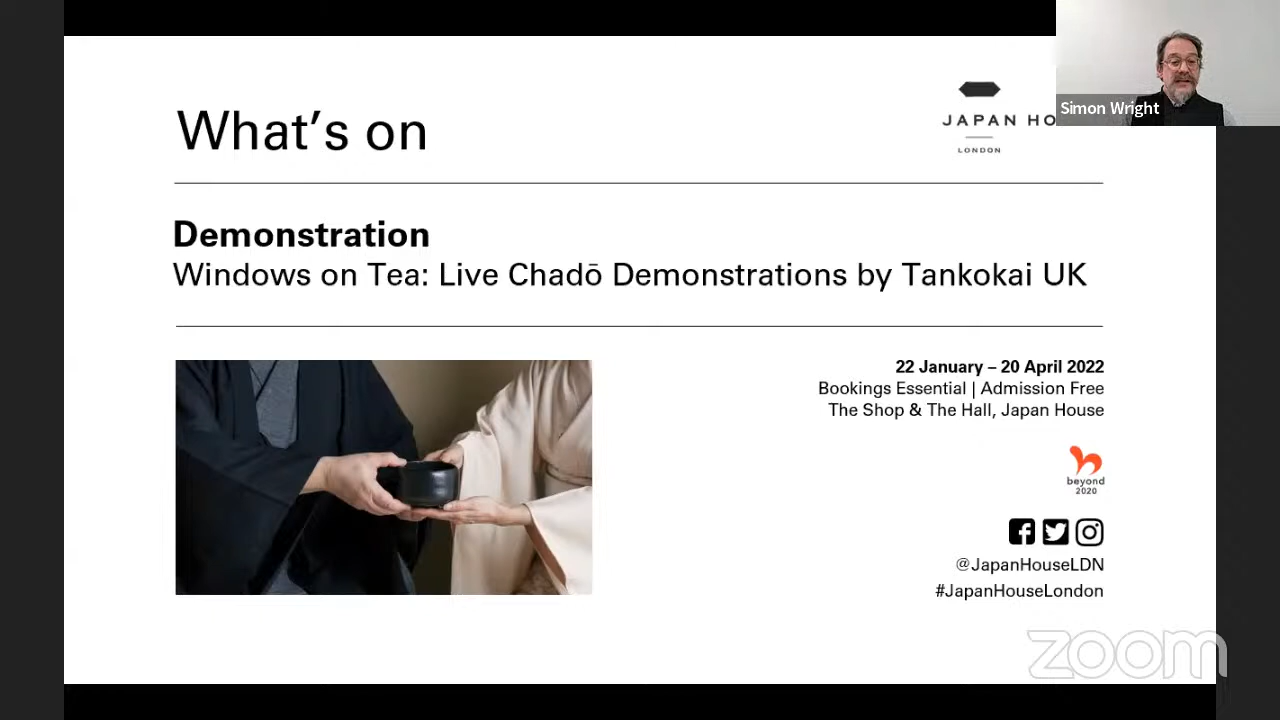 What's on
JAPAN HO
LONDON
Simon Wright
Demonstration
Windows on Tea: Live Chadō Demonstrations by Tankokai UK
22 January – 20 April 2022
Bookings Essential | Admission Free
The Shop & The Hall, Japan House
beyond
2020
@JapanHouseLDN
#JapanHouseLondon
zoom